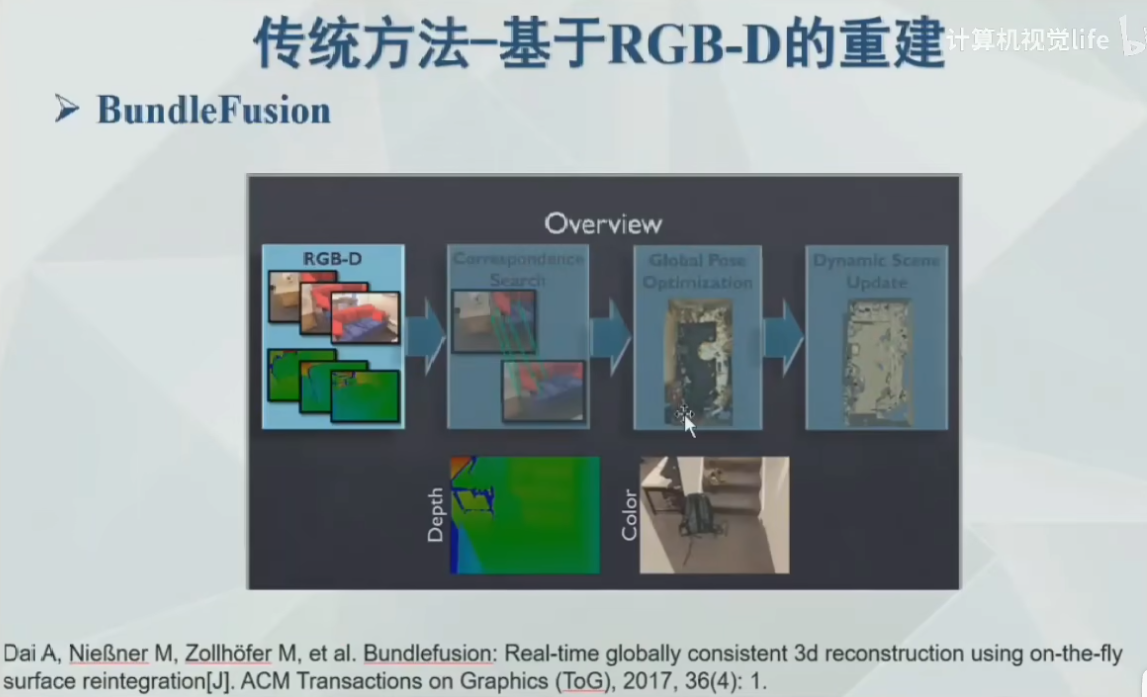 传统方法-基于RGB-D的重建
计算机视觉life
➢ BundleFusion
Overview
RGB-D
Correspondence
Search
Global Pose
Optimization
Dynamic Scene
Update
Depth
Color
Dai A, Nießner M, Zollhöfer M, et al. Bundlefusion: Real-time globally consistent 3d reconstruction using on-the-fly
surface reintegration[J]. ACM Transactions on Graphics (ToG), 2017, 36(4): 1.